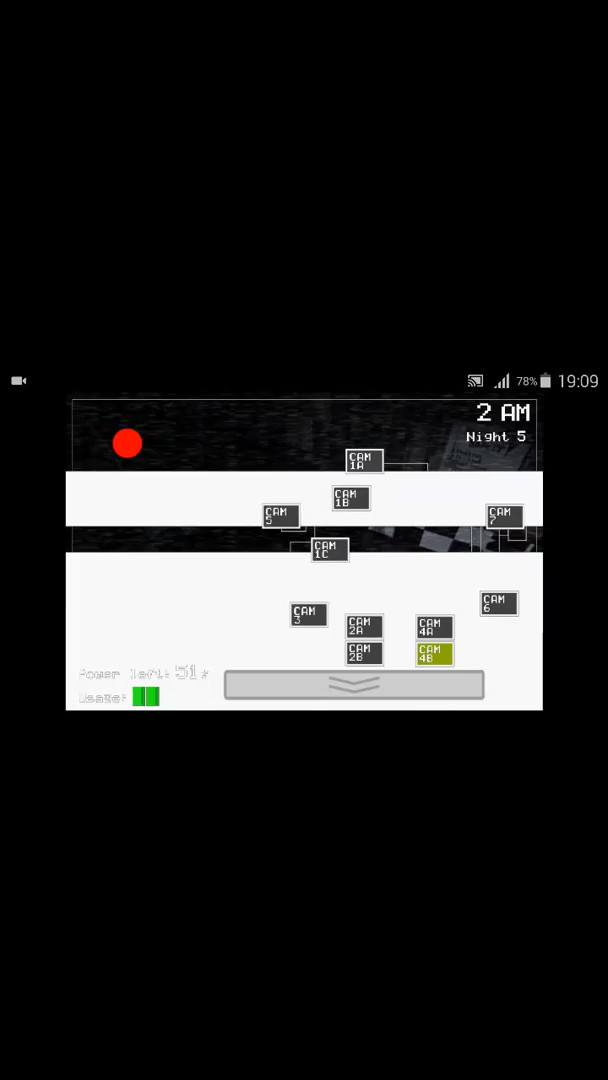 78% 19:09
2 AM
Night 5
CAM 1A
CAM 1B
CAM 5
CAM 7
CAM 1C
CAM 6
CAM 3
CAM 2A
CAM 4A
CAM 2B
CAM 4B
Power left: 51%
Usage: